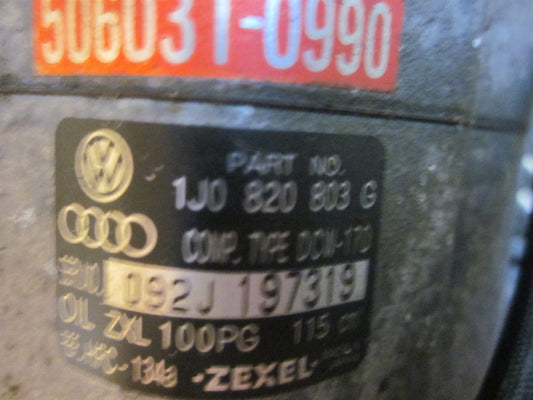 506031-0990
PART NO.
1J0 820 803 G
COMP. TYPE DCW-17D
092J 197319
OIL ZXL 100PG 115 cm
HFC-134a -ZEXEL-